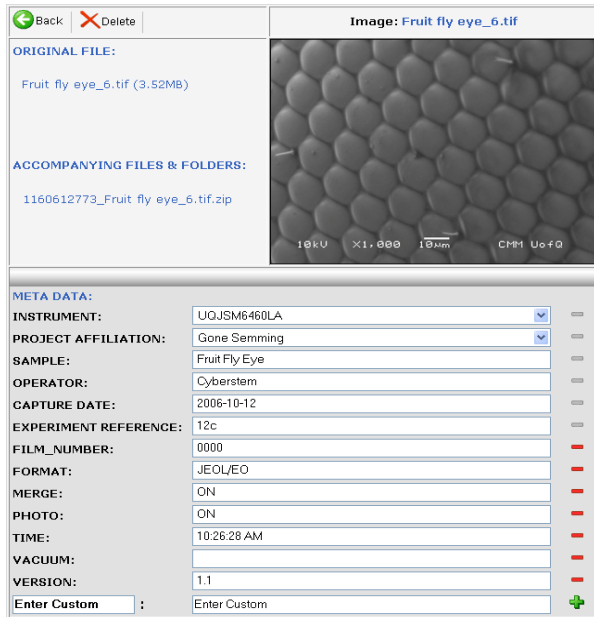 Back Delete
Image: Fruit fly eye_6.tif
ORIGINAL FILE:
Fruit fly eye_6.tif (3.52MB)
ACCOMPANYING FILES & FOLDERS:
1160612773_Fruit fly eye_6.tif.zip
10kU X1,000 10µm CMM UofQ
META DATA:
INSTRUMENT: UQJSM6460LA
PROJECT AFFILIATION: Gone Semming
SAMPLE: Fruit Fly Eye
OPERATOR: Cyberstem
CAPTURE DATE: 2006-10-12
EXPERIMENT REFERENCE: 12c
FILM_NUMBER: 0000
FORMAT: JEOL/EO
MERGE: ON
PHOTO: ON
TIME: 10:26:28 AM
VACUUM:
VERSION: 1.1
Enter Custom : Enter Custom